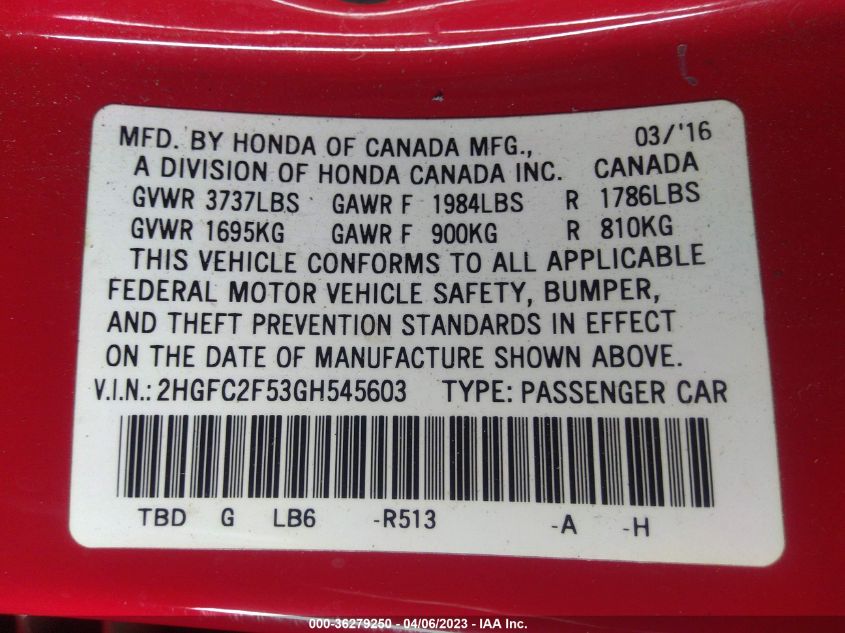 MFD. BY HONDA OF CANADA MFG., 03/'16
A DIVISION OF HONDA CANADA INC. CANADA
GVWR 3737LBS GAWR F 1984LBS R 1786LBS
GVWR 1695KG GAWR F 900KG R 810KG
THIS VEHICLE CONFORMS TO ALL APPLICABLE
FEDERAL MOTOR VEHICLE SAFETY, BUMPER,
AND THEFT PREVENTION STANDARDS IN EFFECT
ON THE DATE OF MANUFACTURE SHOWN ABOVE.
V.I.N.: 2HGFC2F53GH545603 TYPE: PASSENGER CAR
TBD G LB6 -R513 -A -H
000-36279250 - 04/06/2023 - IAA Inc.